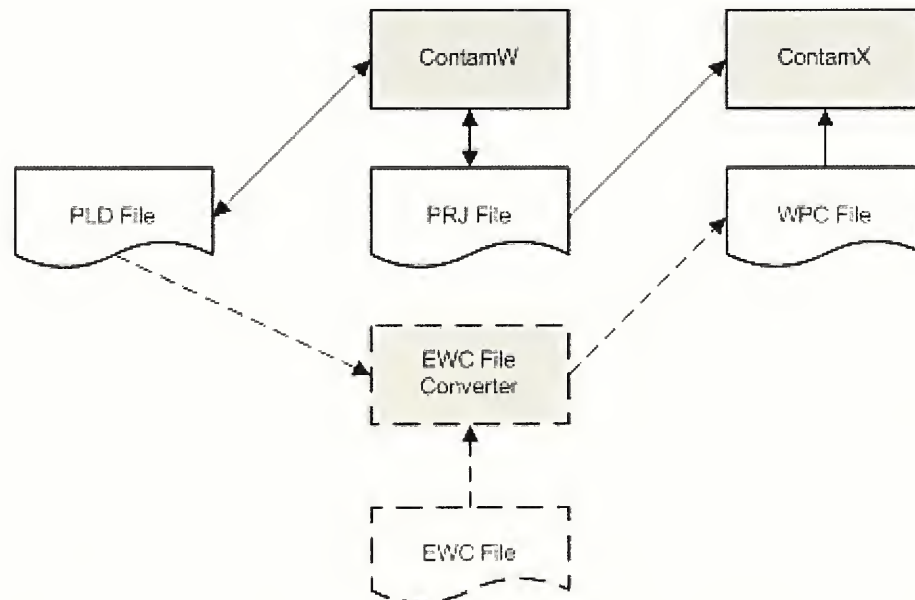 ContamW
ContamX
PLD File
PRJ File
WPC File
EWC File
Converter
EWC File